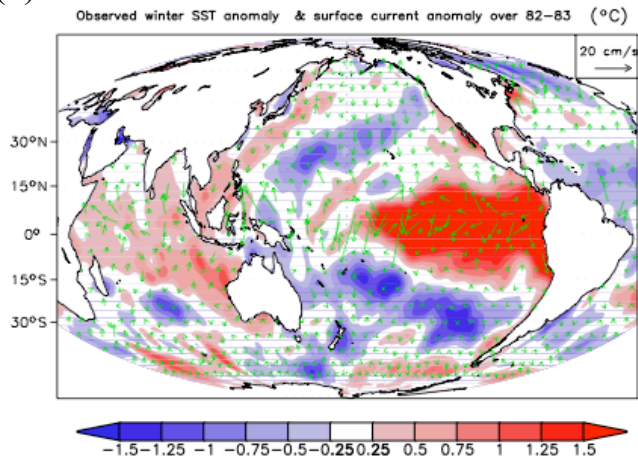 Observed winter SST anomaly & surface current anomaly over 82-83 (°C)
20 cm/s
30°N
15°N
0°
15°S
30°S
-1.5 -1.25 -1 -0.75 -0.5 -0.25 0.25 0.5 0.75 1 1.25 1.5